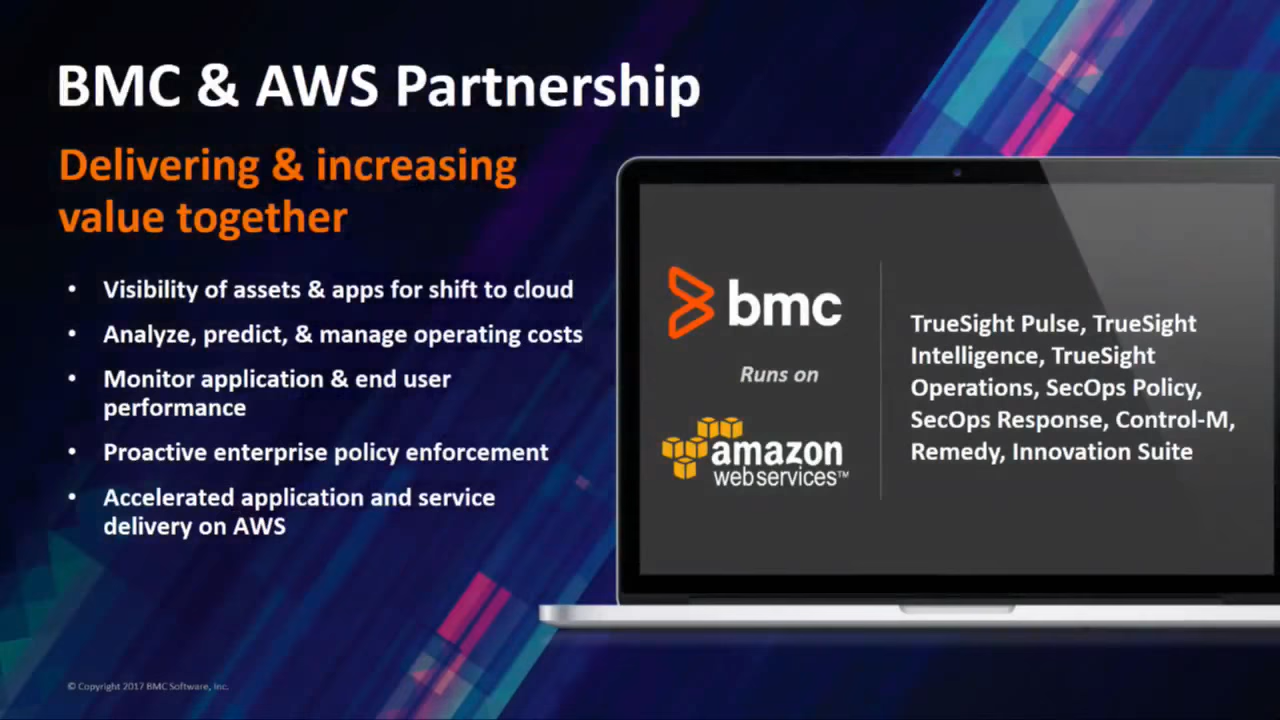 BMC & AWS Partnership
Delivering & increasing
value together
• Visibility of assets & apps for shift to cloud
• Analyze, predict, & manage operating costs
• Monitor application & end user
performance
• Proactive enterprise policy enforcement
• Accelerated application and service
delivery on AWS
bmc
Runs on
amazon
webservices™
TrueSight Pulse, TrueSight
Intelligence, TrueSight
Operations, SecOps Policy,
SecOps Response, Control-M,
Remedy, Innovation Suite
© Copyright 2017 BMC Software, Inc.